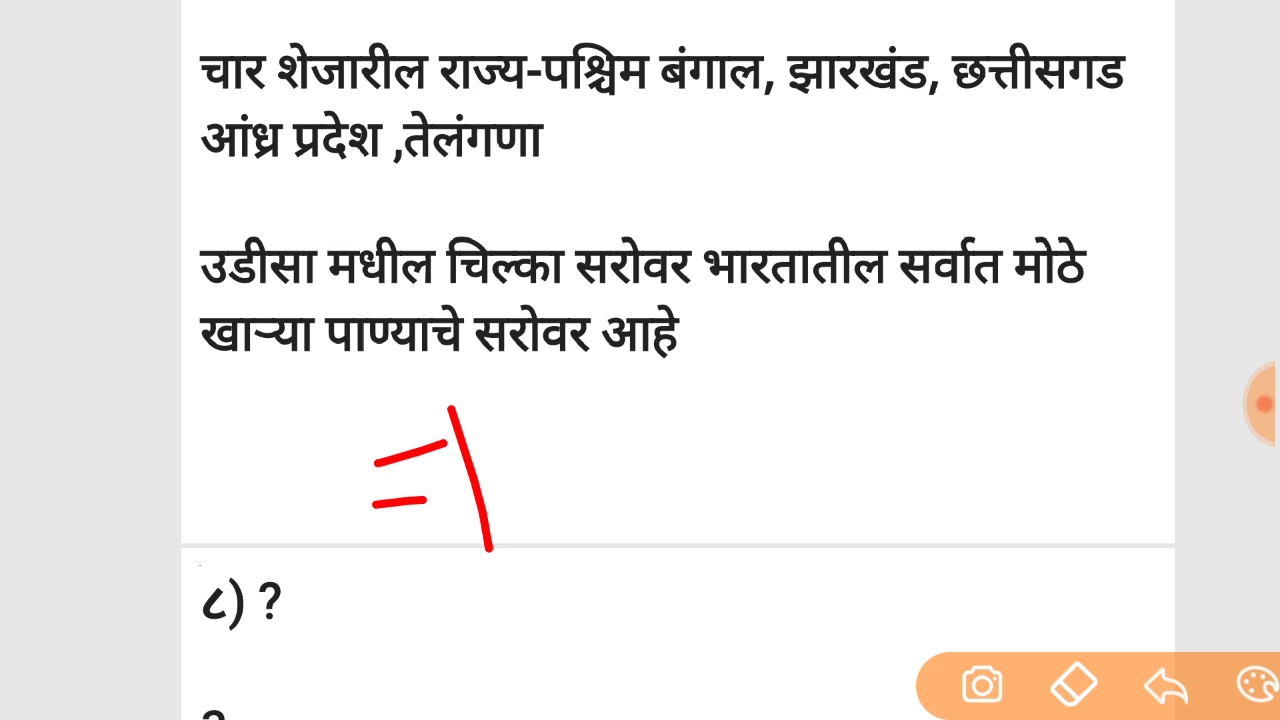 चार शेजारील राज्य-पश्चिम बंगाल, झारखंड, छत्तीसगड
आंध्र प्रदेश ,तेलंगणा
उडीसा मधील चिल्का सरोवर भारतातील सर्वात मोठे
खाऱ्या पाण्याचे सरोवर आहे
८) ?